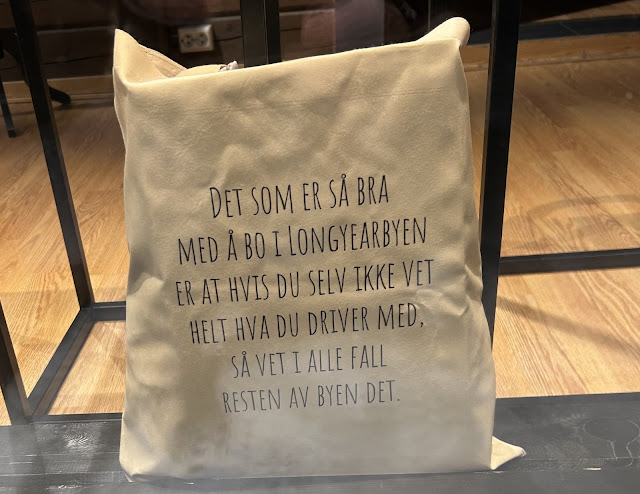 Det som er så bra
med å bo i Longyearbyen
er at hvis du selv ikke vet
helt hva du driver med,
så vet i alle fall
resten av byen det.